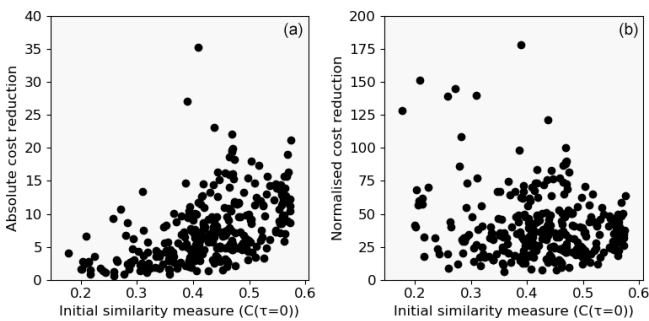 (a)
Absolute cost reduction
40
35
30
25
20
15
10
5
0
0.2 0.3 0.4 0.5 0.6
Initial similarity measure (C(τ=0))
(b)
Normalised cost reduction
200
175
150
125
100
75
50
25
0
0.2 0.3 0.4 0.5 0.6
Initial similarity measure (C(τ=0))